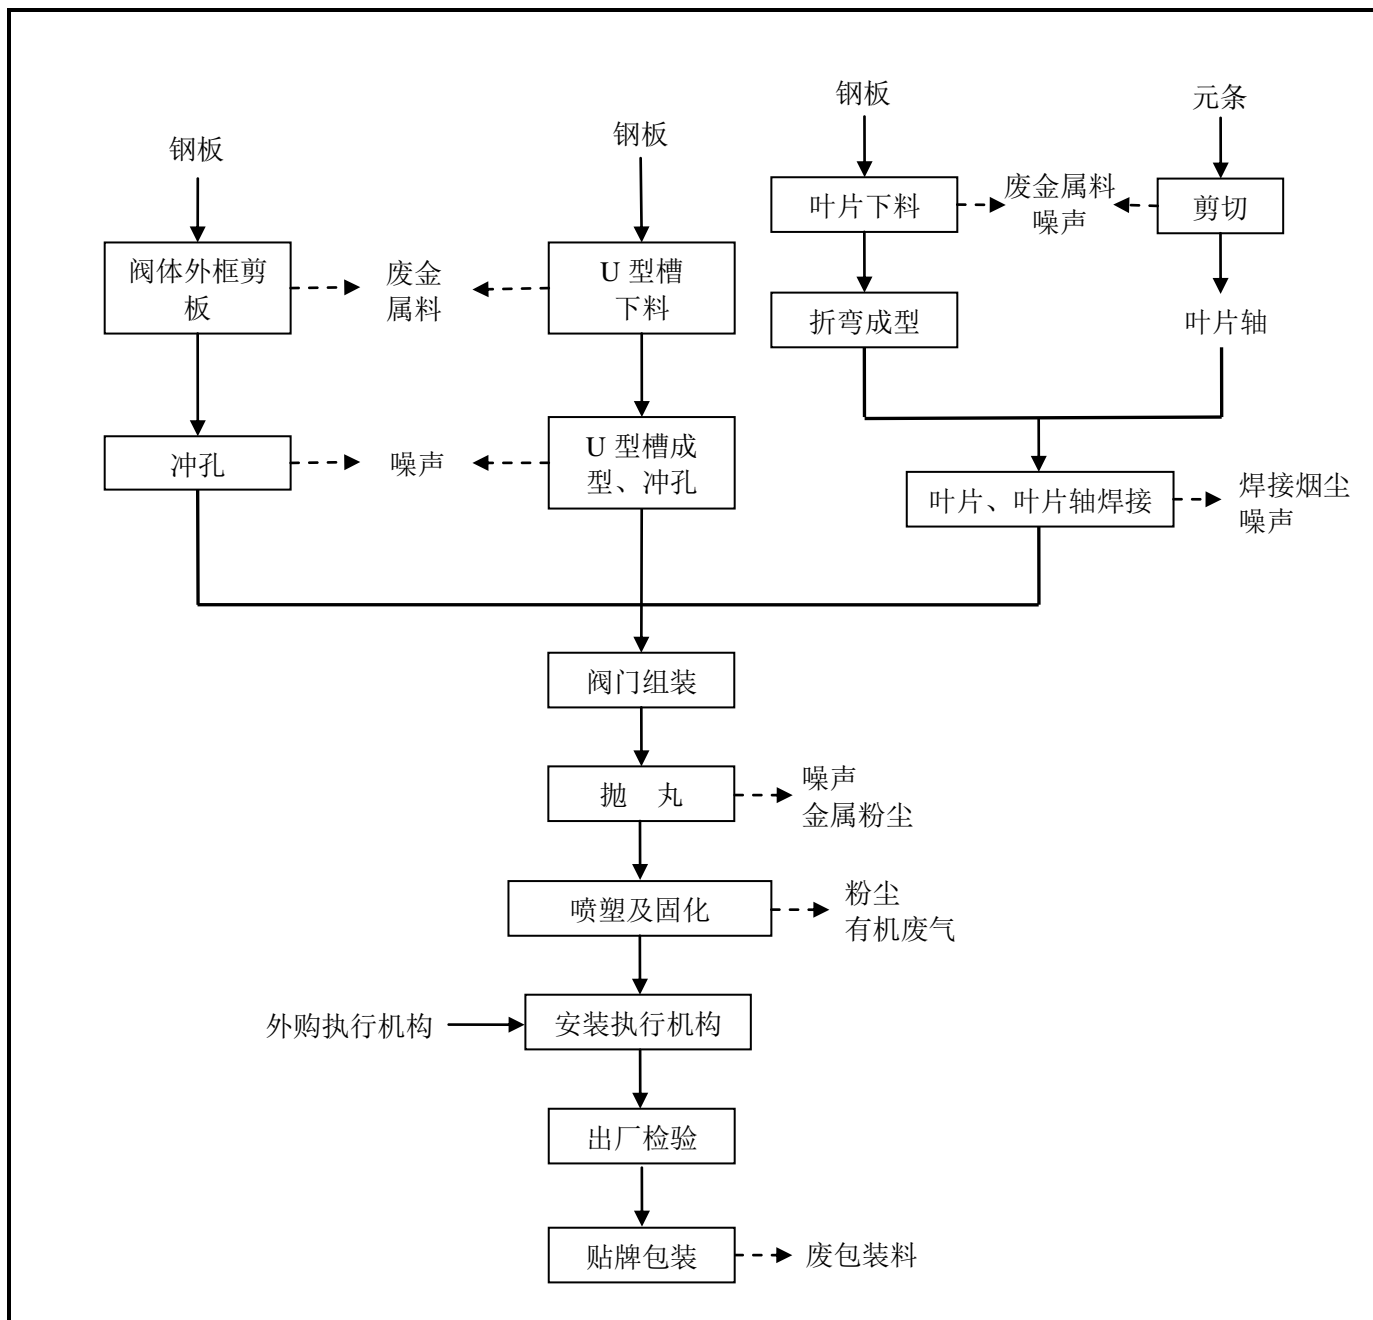 钢板
元条
钢板
钢板
叶片下料
废金属料
噪声
剪切
阀体外框剪
板
废金
属料
U 型槽
下料
折弯成型
叶片轴
冲孔
噪声
U 型槽成
型、冲孔
叶片、叶片轴焊接
焊接烟尘
噪声
阀门组装
抛 丸
噪声
金属粉尘
喷塑及固化
粉尘
有机废气
外购执行机构
安装执行机构
出厂检验
贴牌包装
废包装料